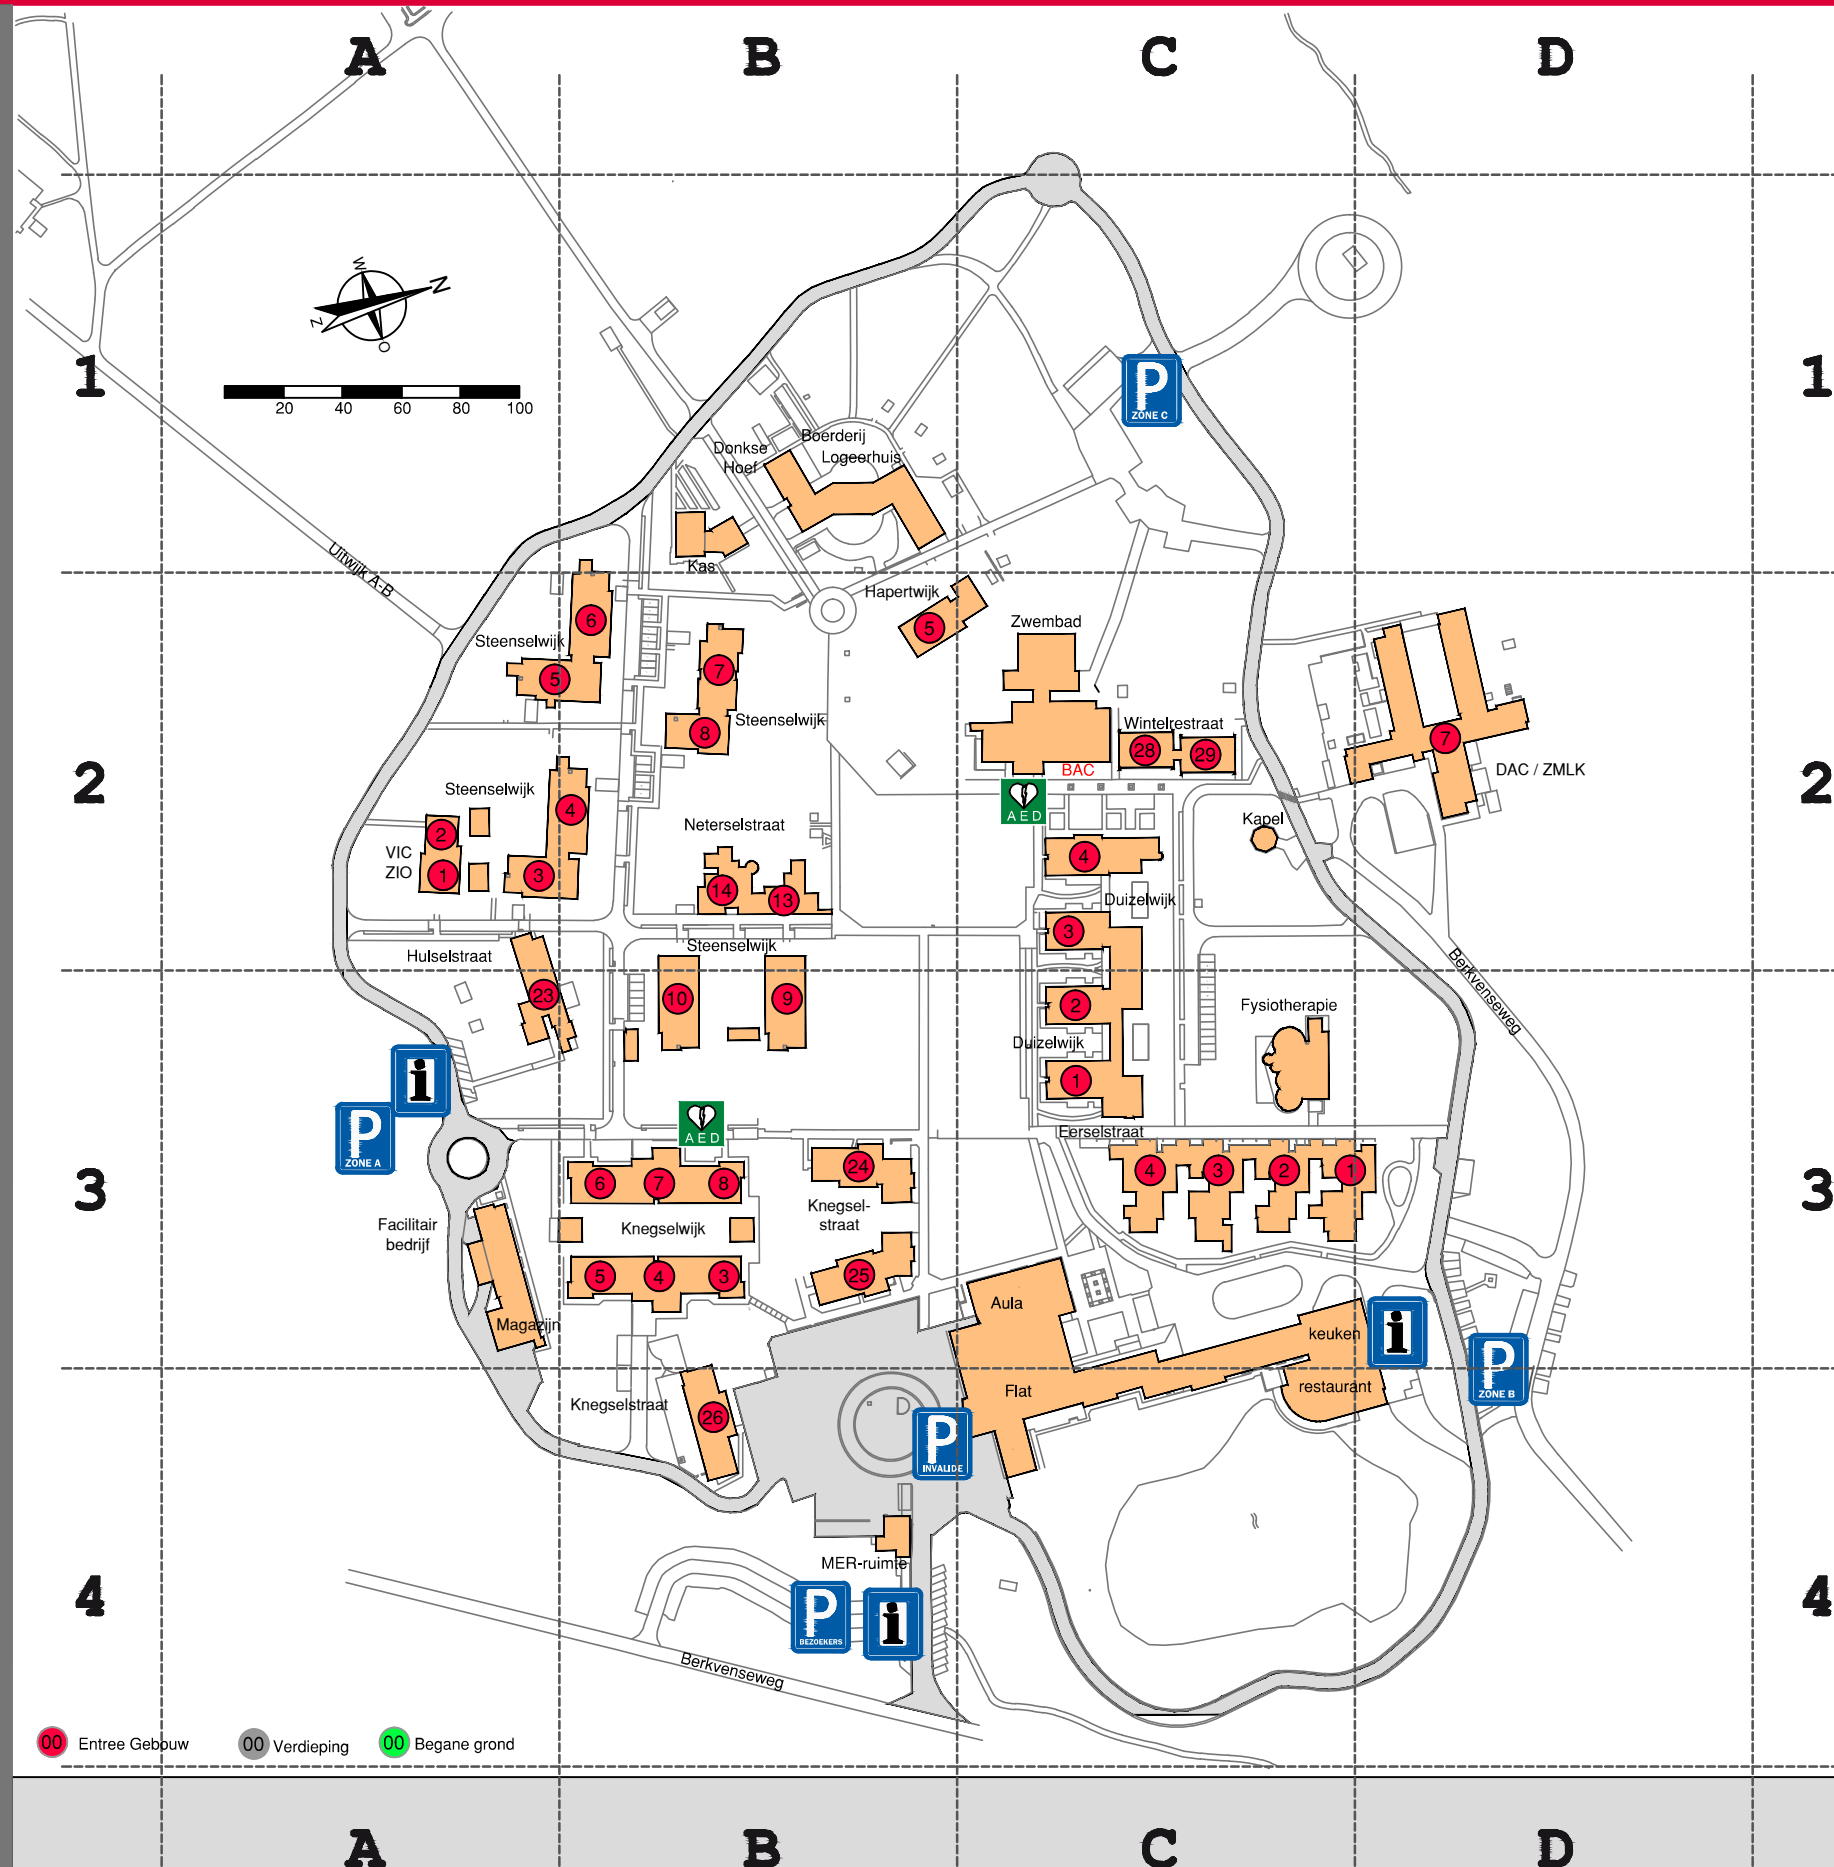 A B C D
W
N
Z
O
1 1
20 40 60 80 100
P
ZONE C
Boerderij
Donkse
Hoef
Logeerhuis
Kas
Uitwijk A-B
Hapertwijk
5
6
Steenselwijk
5
7
Steenselwijk
8
Zwembad
Wintelrestraat
28 29
BAC
AED
7
DAC / ZMLK
2 2
Steenselwijk
4
2
VIC
ZIO
1
3
Neterselstraat
14 13
Kapel
4
Duizelwijk
3
Hulselstraat
23
Steenselwijk
10 9
2
Duizelwijk
1
Fysiotherapie
Berkvenseweg
i
P
ZONE A
AED
Eerselstraat
4 3 2 1
3 3
6 7 8
Knegselwijk
5 4 3
24
Knegsel-
straat
25
Facilitair
bedrijf
Magazijn
Aula
keuken
i
P
ZONE B
Flat
restaurant
Knegselstraat
26
D
P
INVALIDE
MER-ruimte
4 4
P
BEZOEKERS
i
Berkvenseweg
00 Entree Gebouw 00 Verdieping 00 Begane grond
A B C D